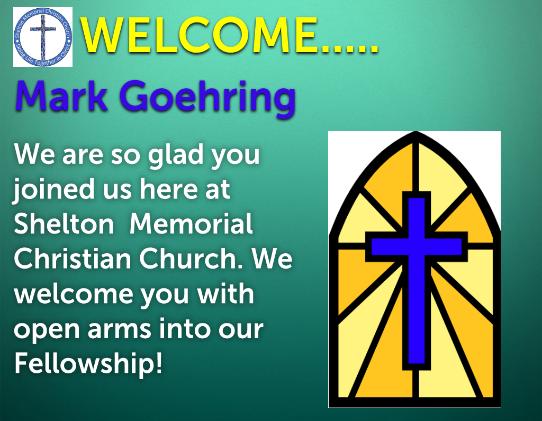 WELCOME.....
Mark Goehring
We are so glad you
joined us here at
Shelton  Memorial
Christian Church. We
welcome you with
open arms into our
Fellowship!